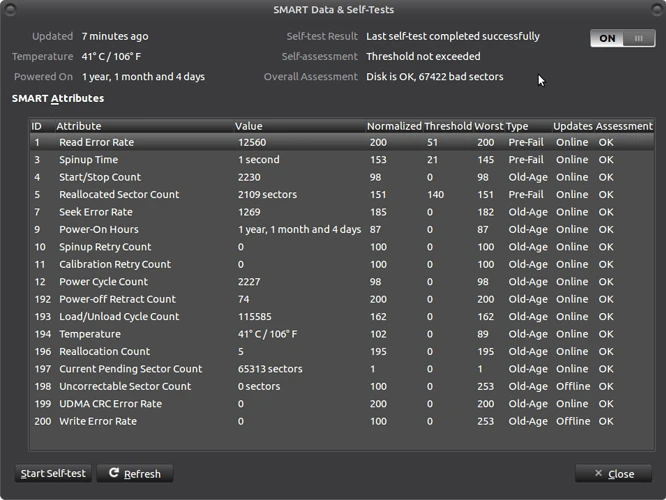 SMART Data & Self-Tests
Updated 7 minutes ago Self-test Result Last self-test completed successfully ON
Temperature 41° C / 106° F Self-assessment Threshold not exceeded
Powered On 1 year, 1 month and 4 days Overall Assessment Disk is OK, 67422 bad sectors
SMART Attributes
ID Attribute Value Normalized Threshold Worst Type Updates Assessment
1 Read Error Rate 12560 200 51 200 Pre-Fail Online OK
3 Spinup Time 1 second 153 21 145 Pre-Fail Online OK
4 Start/Stop Count 2230 98 0 98 Old-Age Online OK
5 Reallocated Sector Count 2109 sectors 151 140 151 Pre-Fail Online OK
7 Seek Error Rate 1269 185 0 182 Old-Age Online OK
9 Power-On Hours 1 year, 1 month and 4 days 87 0 87 Old-Age Online OK
10 Spinup Retry Count 0 100 0 100 Old-Age Online OK
11 Calibration Retry Count 0 100 0 100 Old-Age Online OK
12 Power Cycle Count 2227 98 0 98 Old-Age Online OK
192 Power-off Retract Count 74 200 0 200 Old-Age Online OK
193 Load/Unload Cycle Count 115585 162 0 162 Old-Age Online OK
194 Temperature 41° C / 106° F 102 0 89 Old-Age Online OK
196 Reallocation Count 5 195 0 195 Old-Age Online OK
197 Current Pending Sector Count 65313 sectors 1 0 1 Old-Age Online OK
198 Uncorrectable Sector Count 0 sectors 100 0 253 Old-Age Offline OK
199 UDMA CRC Error Rate 0 200 0 200 Old-Age Online OK
200 Write Error Rate 0 100 0 253 Old-Age Offline OK
Start Self-test Refresh Close